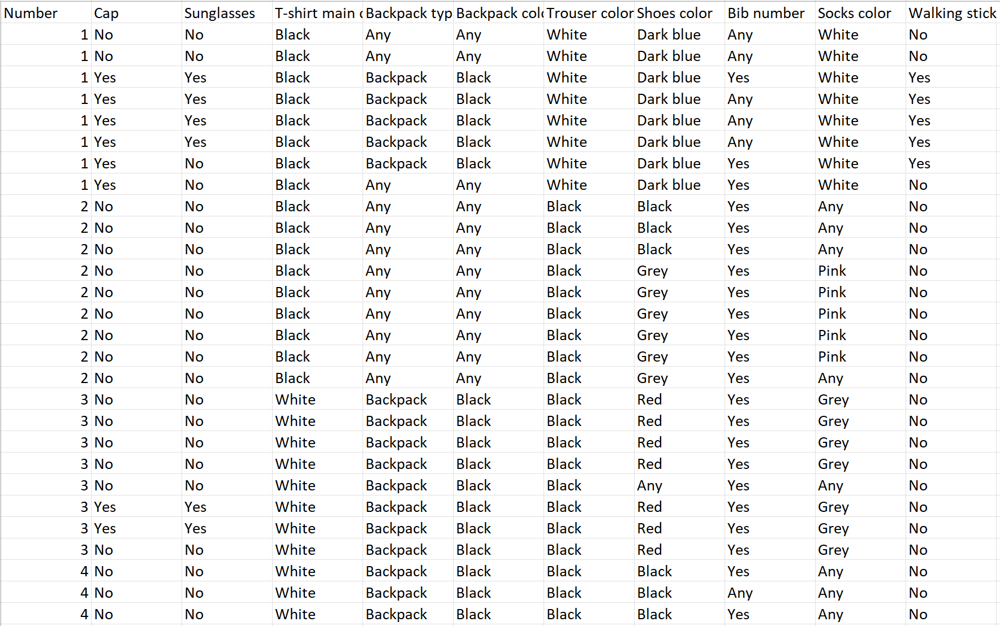 Number Cap Sunglasses T-shirt main Backpack typ Backpack col Trouser color Shoes color Bib number Socks color Walking stick
1 No No Black Any Any White Dark blue Any White No
1 No No Black Any Any White Dark blue Any White No
1 Yes Yes Black Backpack Black White Dark blue Yes White Yes
1 Yes Yes Black Backpack Black White Dark blue Any White Yes
1 Yes Yes Black Backpack Black White Dark blue Any White Yes
1 Yes Yes Black Backpack Black White Dark blue Any White Yes
1 Yes No Black Backpack Black White Dark blue Yes White Yes
1 Yes No Black Any Any White Dark blue Yes White No
2 No No Black Any Any Black Black Yes Any No
2 No No Black Any Any Black Black Yes Any No
2 No No Black Any Any Black Black Yes Any No
2 No No Black Any Any Black Grey Yes Pink No
2 No No Black Any Any Black Grey Yes Pink No
2 No No Black Any Any Black Grey Yes Pink No
2 No No Black Any Any Black Grey Yes Pink No
2 No No Black Any Any Black Grey Yes Pink No
2 No No Black Any Any Black Grey Yes Any No
3 No No White Backpack Black Black Red Yes Grey No
3 No No White Backpack Black Black Red Yes Grey No
3 No No White Backpack Black Black Red Yes Grey No
3 No No White Backpack Black Black Red Yes Grey No
3 No No White Backpack Black Black Any Yes Any No
3 Yes Yes White Backpack Black Black Red Yes Grey No
3 Yes Yes White Backpack Black Black Red Yes Grey No
3 No No White Backpack Black Black Red Yes Grey No
4 No No White Backpack Black Black Black Yes Any No
4 No No White Backpack Black Black Black Any Any No
4 No No White Backpack Black Black Black Yes Any No